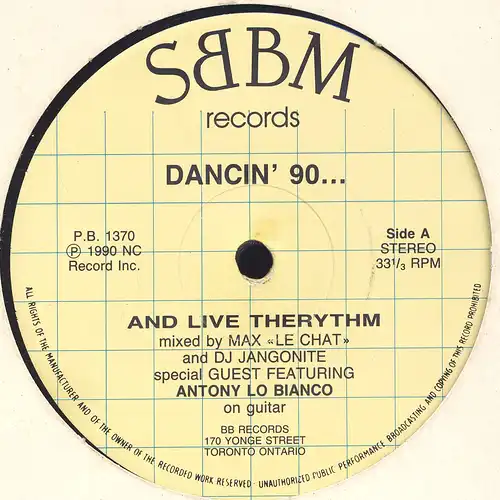 SBBM
records
DANCIN' 90...
P.B. 1370
Ⓟ 1990 NC
Record Inc.
Side A
STEREO
33 1/3 RPM
AND LIVE THERYTHM
mixed by MAX «LE CHAT»
and DJ JANGONITE
special GUEST FEATURING
ANTONY LO BIANCO
on guitar
BB RECORDS
170 YONGE STREET
TORONTO ONTARIO
ALL RIGHTS OF THE MANUFACTURER AND OF THE OWNER OF THE RECORDED WORK RESERVED - UNAUTHORIZED PUBLIC PERFORMANCE BROADCASTING AND COPYING OF THIS RECORD PROHIBITED